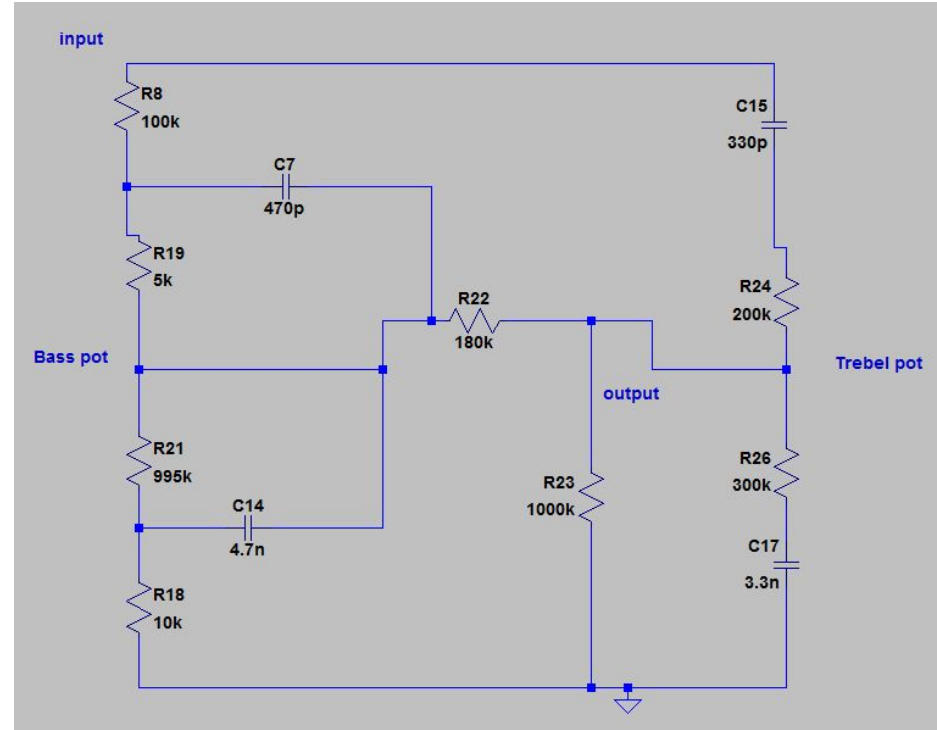 input
R8
100k
C15
330p
C7
470p
R19
5k
R24
200k
R22
180k
Bass pot
output
Trebel pot
R21
995k
C14
4.7n
R23
1000k
R26
300k
C17
3.3n
R18
10k